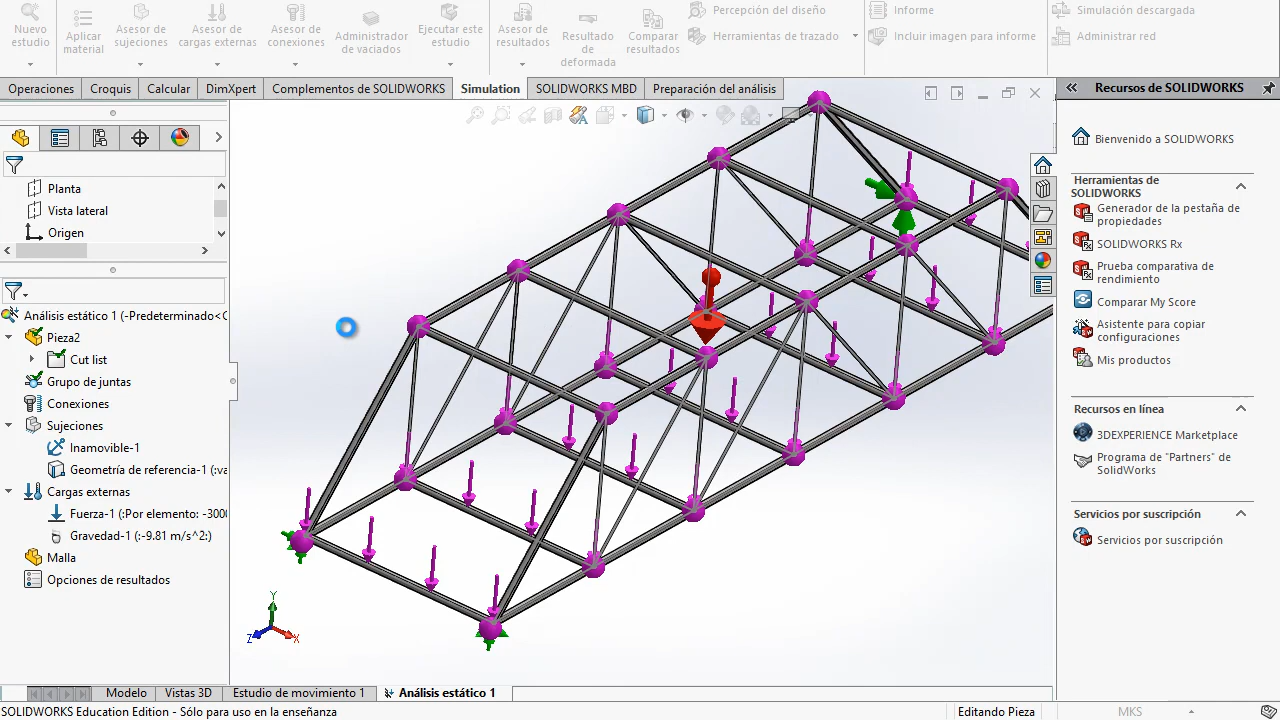 Nuevo estudio
Aplicar material
Asesor de sujeciones
Asesor de cargas externas
Asesor de conexiones
Administrador de vaciados
Ejecutar este estudio
Asesor de resultados
Resultado de deformada
Comparar resultados
Percepción del diseño
Herramientas de trazado
Informe
Incluir imagen para informe
Simulación descargada
Administrar red
Operaciones
Croquis
Calcular
DimXpert
Complementos de SOLIDWORKS
Simulation
SOLIDWORKS MBD
Preparación del análisis
Planta
Vista lateral
Origen
Análisis estático 1 (-Predeterminado<C
Pieza2
Cut list
Grupo de juntas
Conexiones
Sujeciones
Inamovible-1
Geometría de referencia-1 (:va
Cargas externas
Fuerza-1 (:Por elemento: -3000
Gravedad-1 (:-9.81 m/s^2:)
Malla
Opciones de resultados
Y
Z
X
Recursos de SOLIDWORKS
Bienvenido a SOLIDWORKS
Herramientas de
SOLIDWORKS
Generador de la pestaña de
propiedades
SOLIDWORKS Rx
Prueba comparativa de
rendimiento
Comparar My Score
Asistente para copiar
configuraciones
Mis productos
Recursos en línea
3DEXPERIENCE Marketplace
Programa de "Partners" de
SolidWorks
Servicios por suscripción
Servicios por suscripción
Modelo
Vistas 3D
Estudio de movimiento 1
Análisis estático 1
SOLIDWORKS Education Edition - Sólo para uso en la enseñanza
Editando Pieza
MKS